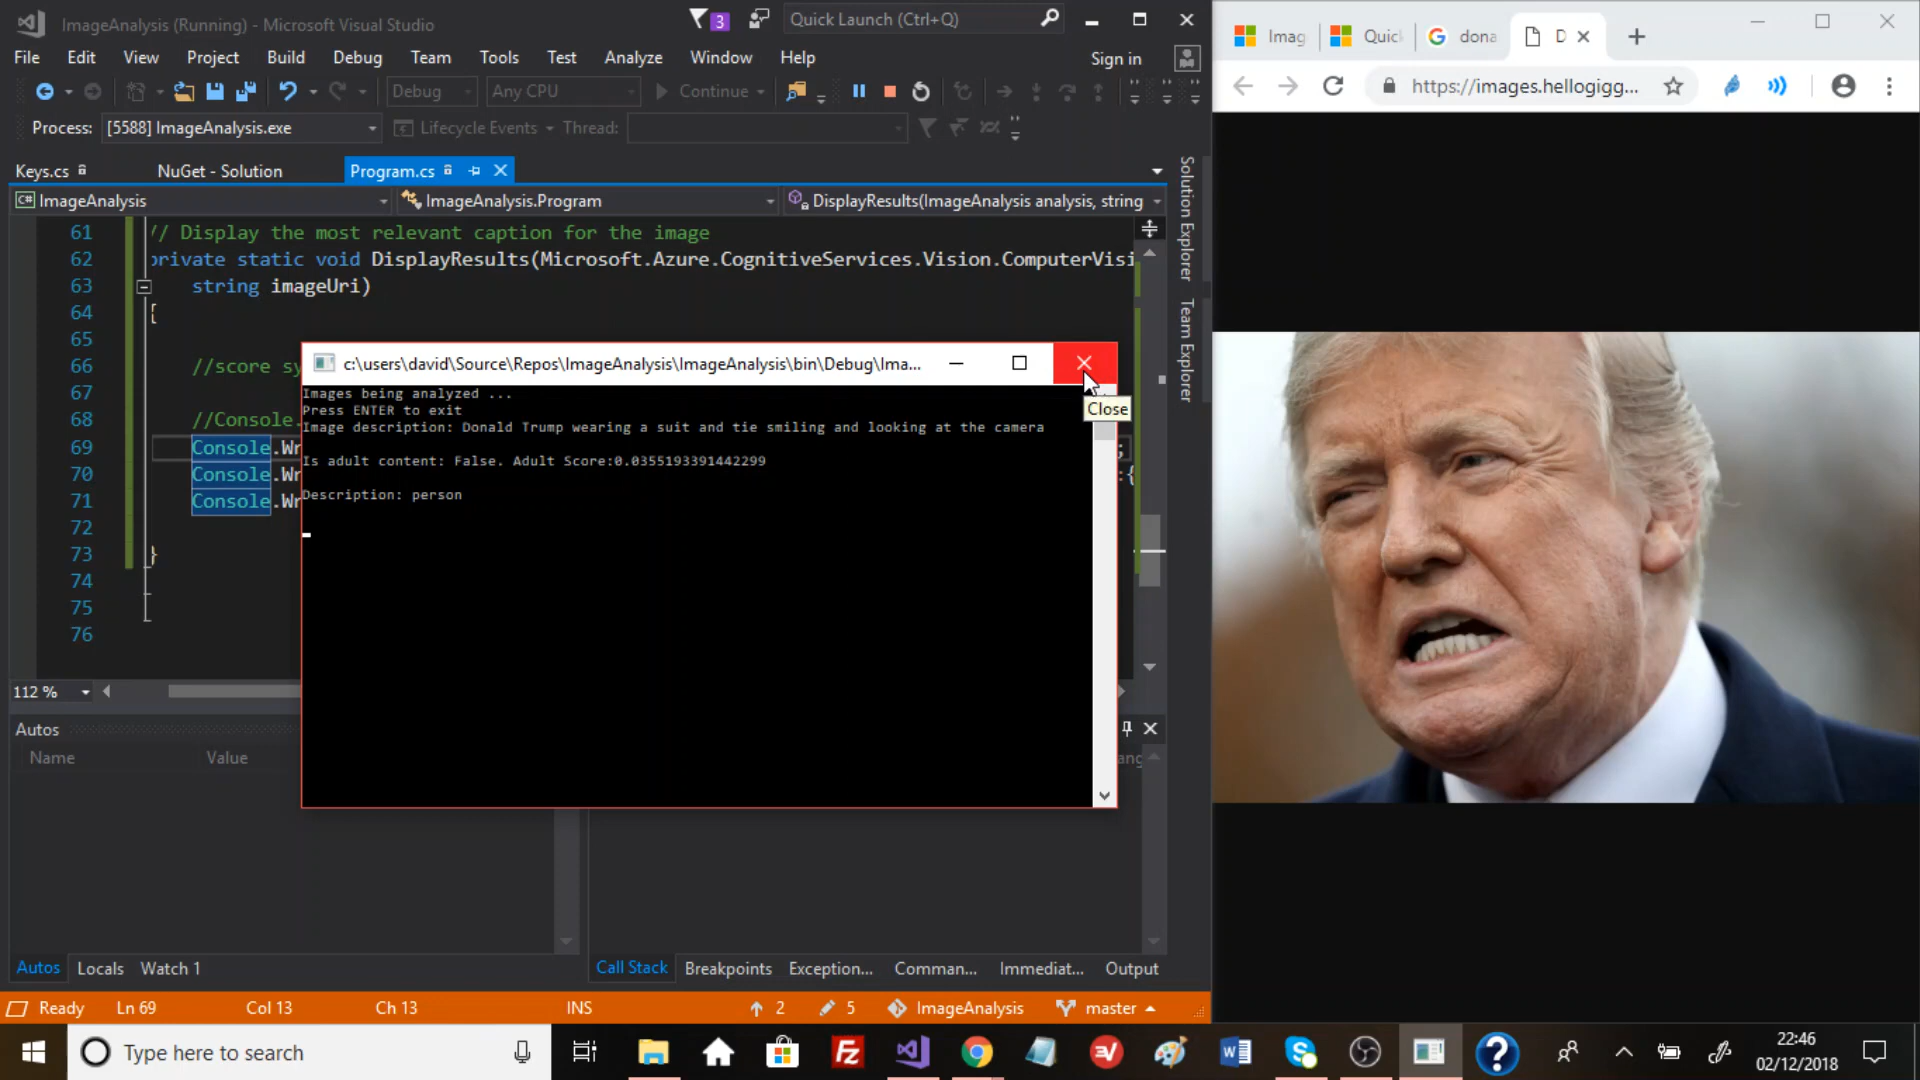 ImageAnalysis (Running) - Microsoft Visual Studio
3
Quick Launch (Ctrl+Q)
File Edit View Project Build Debug Team Tools Test Analyze Window Help
Sign in
Debug Any CPU Continue
Process: [5588] ImageAnalysis.exe Lifecycle Events Thread:
Keys.cs NuGet - Solution Program.cs
C# ImageAnalysis ImageAnalysis.Program DisplayResults(ImageAnalysis analysis, string
61 // Display the most relevant caption for the image
62 private static void DisplayResults(Microsoft.Azure.CognitiveServices.Vision.ComputerVisi
63 string imageUri)
64 {
65
66 //score sy
67
68 //Console.
69 Console.Wr ;
70 Console.Wr :{
71 Console.Wr
72
73 }
74
75
76
c:\users\david\Source\Repos\ImageAnalysis\ImageAnalysis\bin\Debug\Ima...
Images being analyzed ...
Press ENTER to exit
Image description: Donald Trump wearing a suit and tie smiling and looking at the camera
Is adult content: False. Adult Score:0.0355193391442299
Description: person
Close
Solution Explorer
Team Explorer
112 %
Autos
Name Value
ang
Autos Locals Watch 1
Call Stack Breakpoints Exception... Comman... Immediat... Output
Ready Ln 69 Col 13 Ch 13 INS 2 5 ImageAnalysis master
Imag Quic G dona D
https://images.hellogigg...
Type here to search
Fz
W
S
?
22:46
02/12/2018